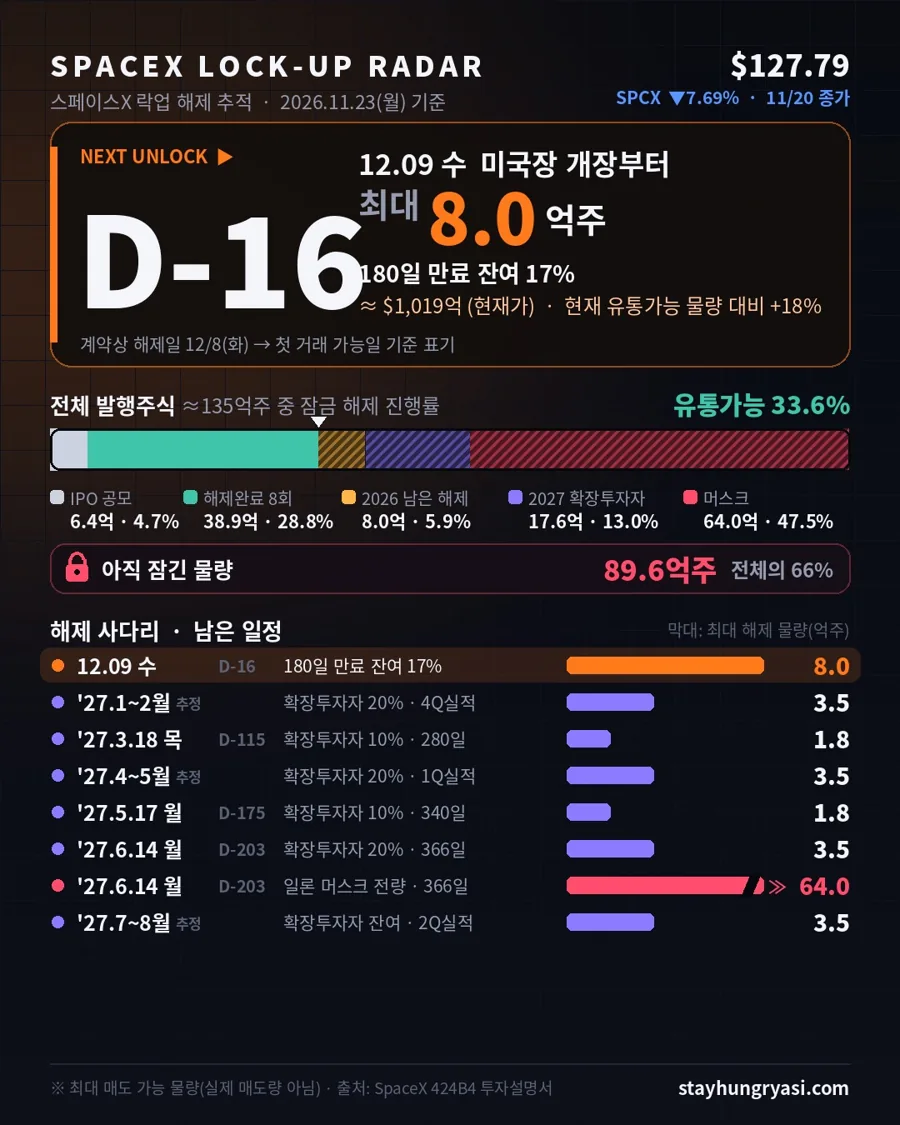 SPACEX LOCK-UP RADAR
$127.79
스페이스X 락업 해제 추적 · 2026.11.23(월) 기준
SPCX ▼7.69% · 11/20 종가
NEXT UNLOCK ▶
D-16
12.09 수 미국장 개장부터
최대 8.0 억주
180일 만료 잔여 17%
≈ $1,019억 (현재가) · 현재 유통가능 물량 대비 +18%
계약상 해제일 12/8(화) → 첫 거래 가능일 기준 표기
전체 발행주식 ≈135억주 중 잠금 해제 진행률
유통가능 33.6%
IPO 공모
6.4억 · 4.7%
해제완료 8회
38.9억 · 28.8%
2026 남은 해제
8.0억 · 5.9%
2027 확장투자자
17.6억 · 13.0%
머스크
64.0억 · 47.5%
아직 잠긴 물량
89.6억주 전체의 66%
해제 사다리 · 남은 일정
막대: 최대 해제 물량(억주)
12.09 수 D-16 180일 만료 잔여 17% 8.0
'27.1~2월 추정 확장투자자 20% · 4Q실적 3.5
'27.3.18 목 D-115 확장투자자 10% · 280일 1.8
'27.4~5월 추정 확장투자자 20% · 1Q실적 3.5
'27.5.17 월 D-175 확장투자자 10% · 340일 1.8
'27.6.14 월 D-203 확장투자자 20% · 366일 3.5
'27.6.14 월 D-203 일론 머스크 전량 · 366일 64.0
'27.7~8월 추정 확장투자자 잔여 · 2Q실적 3.5
※ 최대 매도 가능 물량(실제 매도량 아님) · 출처: SpaceX 424B4 투자설명서
stayhungryasi.com